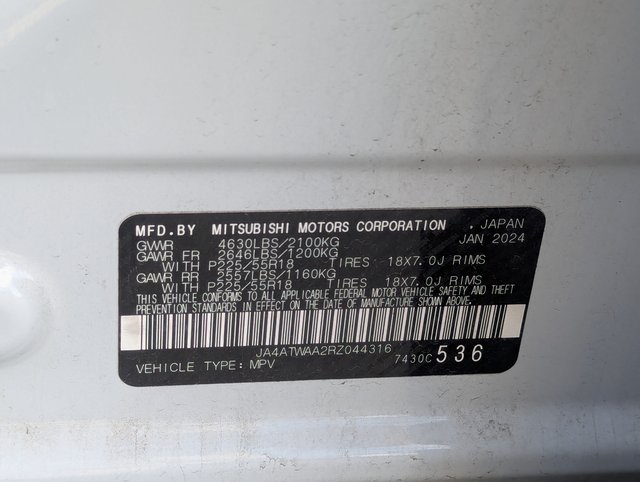 MFD.BY MITSUBISHI MOTORS CORPORATION . JAPAN
GVWR 4630LBS/2100KG JAN 2024
GAWR FR 2646LBS/1200KG
WITH P225/55R18 TIRES 18X7.0J RIMS
GAWR RR 2557LBS/1160KG
WITH P225/55R18 TIRES 18X7.0J RIMS
THIS VEHICLE CONFORMS TO ALL APPLICABLE FEDERAL MOTOR VEHICLE SAFETY AND THEFT
PREVENTION STANDARDS IN EFFECT ON THE DATE OF MANUFACTURE SHOWN ABOVE.
JA4ATWAA2RZ044316
VEHICLE TYPE: MPV 7430C 536